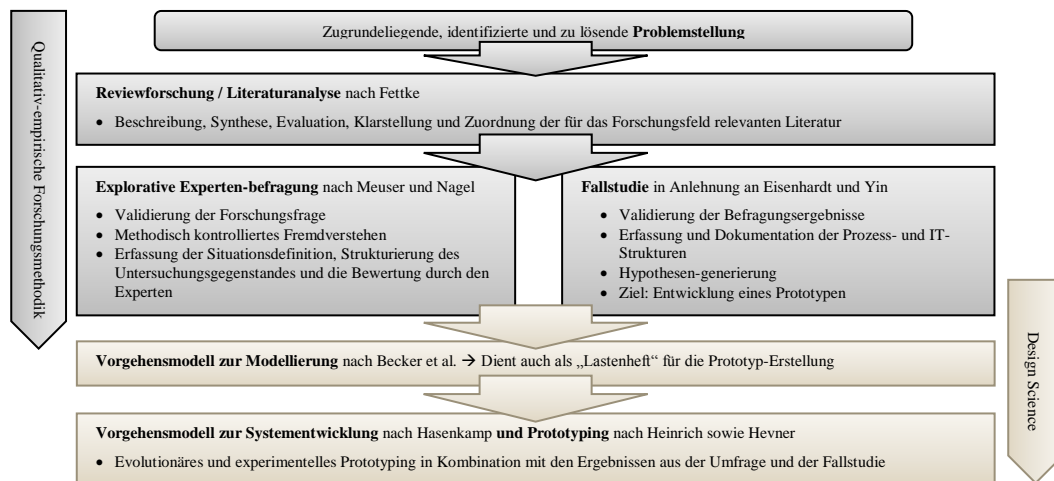 Zugrundeliegende, identifizierte und zu lösende Problemstellung
Qualitativ-empirische Forschungsmethodik
Reviewforschung / Literaturanalyse nach Fettke
• Beschreibung, Synthese, Evaluation, Klarstellung und Zuordnung der für das Forschungsfeld relevanten Literatur
Explorative Experten-befragung nach Meuser und Nagel
• Validierung der Forschungsfrage
• Methodisch kontrolliertes Fremdverstehen
• Erfassung der Situationsdefinition, Strukturierung des
Untersuchungsgegenstandes und die Bewertung durch den
Experten
Fallstudie in Anlehnung an Eisenhardt und Yin
• Validierung der Befragungsergebnisse
• Erfassung und Dokumentation der Prozess- und IT-
Strukturen
• Hypothesen-generierung
• Ziel: Entwicklung eines Prototypen
Vorgehensmodell zur Modellierung nach Becker et al. → Dient auch als „Lastenheft“ für die Prototyp-Erstellung
Design Science
Vorgehensmodell zur Systementwicklung nach Hasenkamp und Prototyping nach Heinrich sowie Hevner
• Evolutionäres und experimentelles Prototyping in Kombination mit den Ergebnissen aus der Umfrage und der Fallstudie